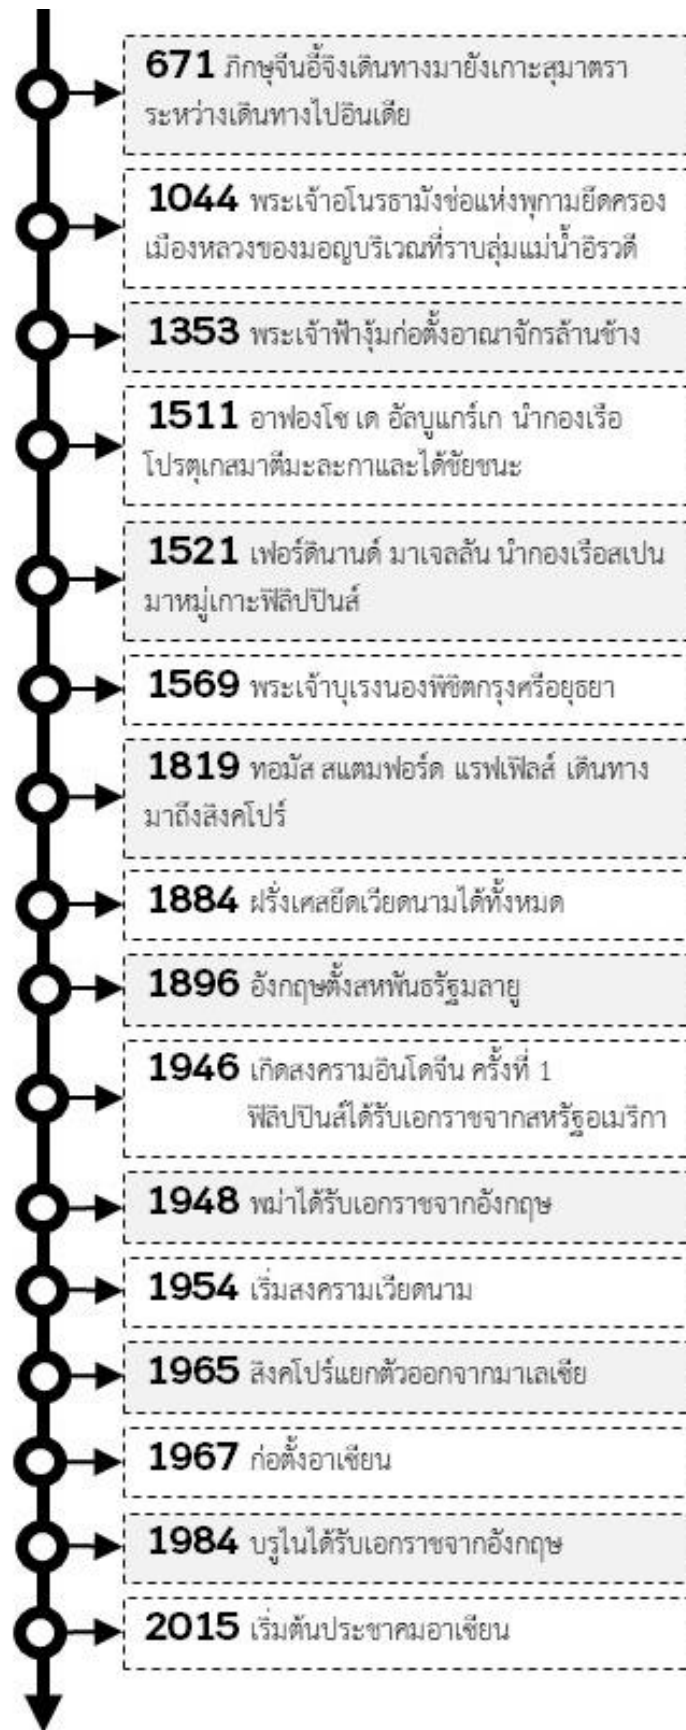 671 ภิกษุจีนอี้จิงเดินทางมายังเกาะสุมาตรา
ระหว่างเดินทางไปอินเดีย
1044 พระเจ้าอโนรธามังช่อแห่งพุกามยึดครอง
เมืองหลวงของมอญบริเวณที่ราบลุ่มแม่น้ำอิรวดี
1353 พระเจ้าฟ้างุ้มก่อตั้งอาณาจักรล้านช้าง
1511 อาฟองโซ เด อัลบูแกร์เก นำกองเรือ
โปรตุเกสมาตีมะละกาและได้ชัยชนะ
1521 เฟอร์ดินานด์ มาเจลลัน นำกองเรือสเปน
มาหมู่เกาะฟิลิปปินส์
1569 พระเจ้าบุเรงนองพิชิตกรุงศรีอยุธยา
1819 ทอมัส สแตมฟอร์ด แรฟเฟิลส์ เดินทาง
มาถึงสิงคโปร์
1884 ฝรั่งเศสยึดเวียดนามได้ทั้งหมด
1896 อังกฤษตั้งสหพันธรัฐมลายู
1946 เกิดสงครามอินโดจีน ครั้งที่ 1
ฟิลิปปินส์ได้รับเอกราชจากสหรัฐอเมริกา
1948 พม่าได้รับเอกราชจากอังกฤษ
1954 เริ่มสงครามเวียดนาม
1965 สิงคโปร์แยกตัวออกจากมาเลเซีย
1967 ก่อตั้งอาเซียน
1984 บรูไนได้รับเอกราชจากอังกฤษ
2015 เริ่มต้นประชาคมอาเซียน